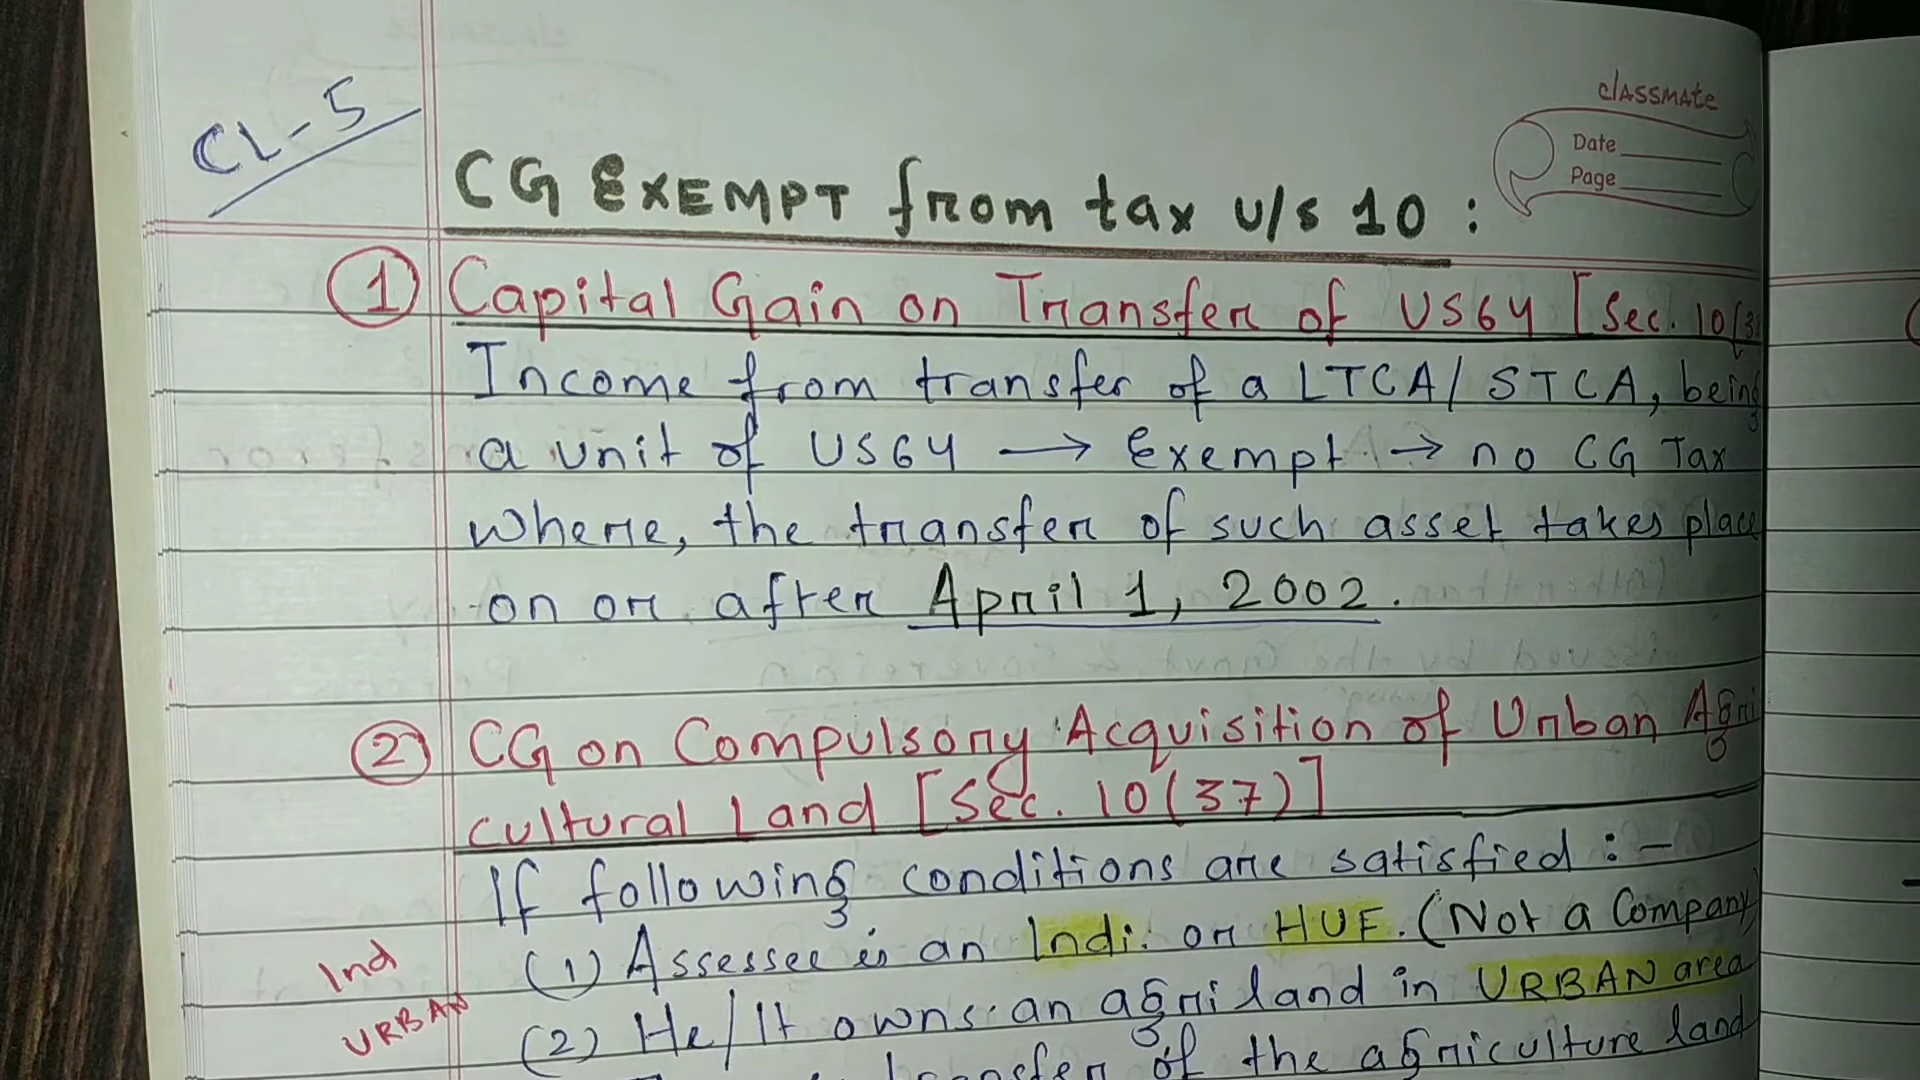 CL-5
classmate
Date
Page
CG EXEMPT from tax u/s 10 :
1 Capital Gain on Transfer of US64 [Sec. 10(3
Income from transfer of a LTCA/ STCA, being
a unit of US64 → Exempt → no CG Tax
where, the transfer of such asset takes place
on or after April 1, 2002.
2 CG on Compulsory Acquisition of Urban Agri
cultural Land [Sec. 10(37)]
If following conditions are satisfied :-
Ind (1) Assessee is an Indi. or HUF. (Not a Company)
URBAN (2) He/It owns an agri land in URBAN area
transfer of the agriculture land